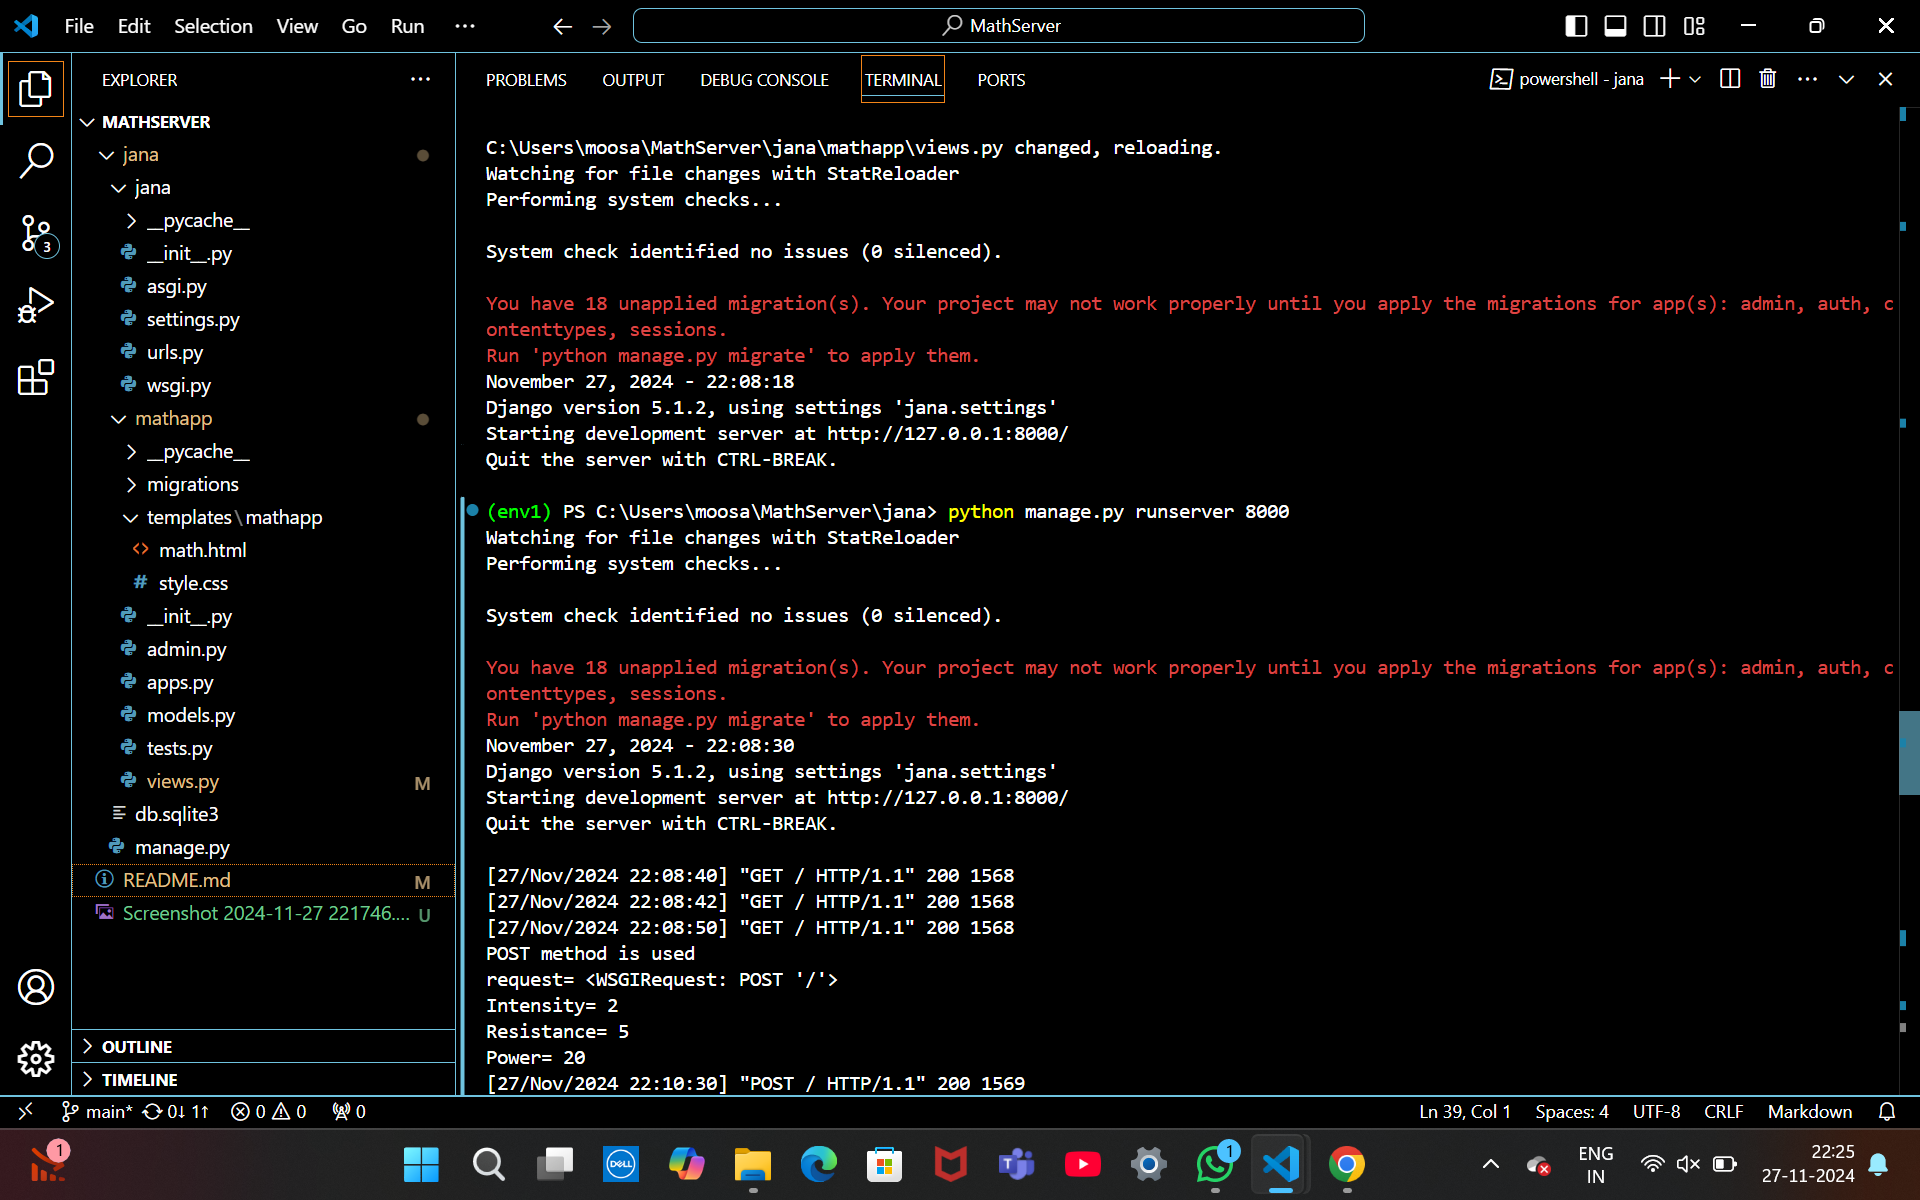 File Edit Selection View Go Run ···
MathServer
EXPLORER
MATHSERVER
jana
jana
__pycache__
__init__.py
asgi.py
settings.py
urls.py
wsgi.py
mathapp
__pycache__
migrations
templates\mathapp
math.html
style.css
__init__.py
admin.py
apps.py
models.py
tests.py
views.py M
db.sqlite3
manage.py
README.md M
Screenshot 2024-11-27 221746.... U
OUTLINE
TIMELINE
3
PROBLEMS OUTPUT DEBUG CONSOLE TERMINAL PORTS
powershell - jana
C:\Users\moosa\MathServer\jana\mathapp\views.py changed, reloading.
Watching for file changes with StatReloader
Performing system checks...
System check identified no issues (0 silenced).
You have 18 unapplied migration(s). Your project may not work properly until you apply the migrations for app(s): admin, auth, c
ontenttypes, sessions.
Run 'python manage.py migrate' to apply them.
November 27, 2024 - 22:08:18
Django version 5.1.2, using settings 'jana.settings'
Starting development server at http://127.0.0.1:8000/
Quit the server with CTRL-BREAK.
(env1) PS C:\Users\moosa\MathServer\jana> python manage.py runserver 8000
Watching for file changes with StatReloader
Performing system checks...
System check identified no issues (0 silenced).
You have 18 unapplied migration(s). Your project may not work properly until you apply the migrations for app(s): admin, auth, c
ontenttypes, sessions.
Run 'python manage.py migrate' to apply them.
November 27, 2024 - 22:08:30
Django version 5.1.2, using settings 'jana.settings'
Starting development server at http://127.0.0.1:8000/
Quit the server with CTRL-BREAK.
[27/Nov/2024 22:08:40] "GET / HTTP/1.1" 200 1568
[27/Nov/2024 22:08:42] "GET / HTTP/1.1" 200 1568
[27/Nov/2024 22:08:50] "GET / HTTP/1.1" 200 1568
POST method is used
request= <WSGIRequest: POST '/'>
Intensity= 2
Resistance= 5
Power= 20
[27/Nov/2024 22:10:30] "POST / HTTP/1.1" 200 1569
main* 0↓ 1↑ 0 0 0
Ln 39, Col 1 Spaces: 4 UTF-8 CRLF Markdown
1
DELL
1
ENG
IN
22:25
27-11-2024